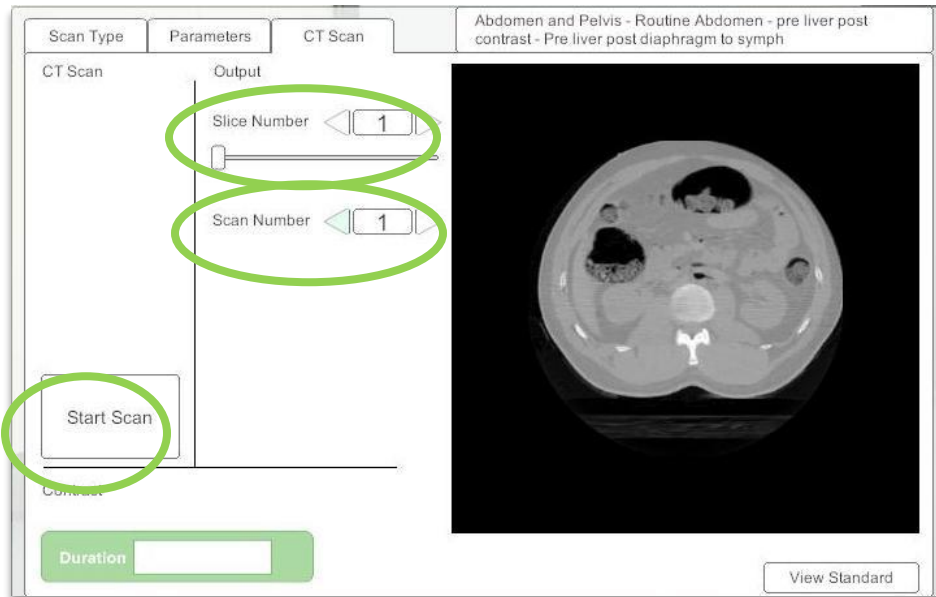 Scan Type
Parameters
CT Scan
Abdomen and Pelvis - Routine Abdomen - pre liver post
contrast - Pre liver post diaphragm to symph
CT Scan
Output
Slice Number 1
Scan Number 1
Start Scan
Contrast
Duration
View Standard